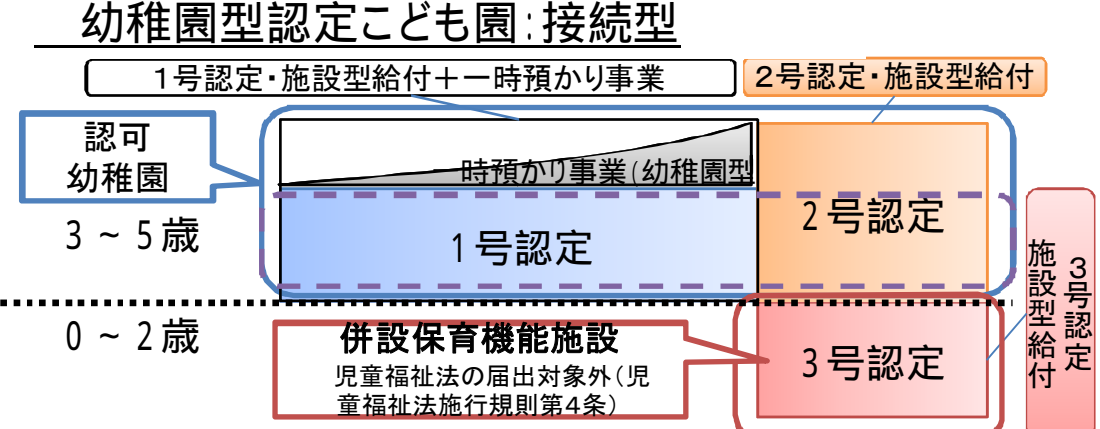 幼稚園型認定こども園：接続型
１号認定・施設型給付＋一時預かり事業
２号認定・施設型給付
認可
幼稚園
時預かり事業（幼稚園型
3 ～ 5 歳
1 号認定
2 号認定
0 ～ 2 歳
併設保育機能施設
児童福祉法の届出対象外（児
童福祉法施行規則第４条）
3 号認定
３号認定
施設型給付